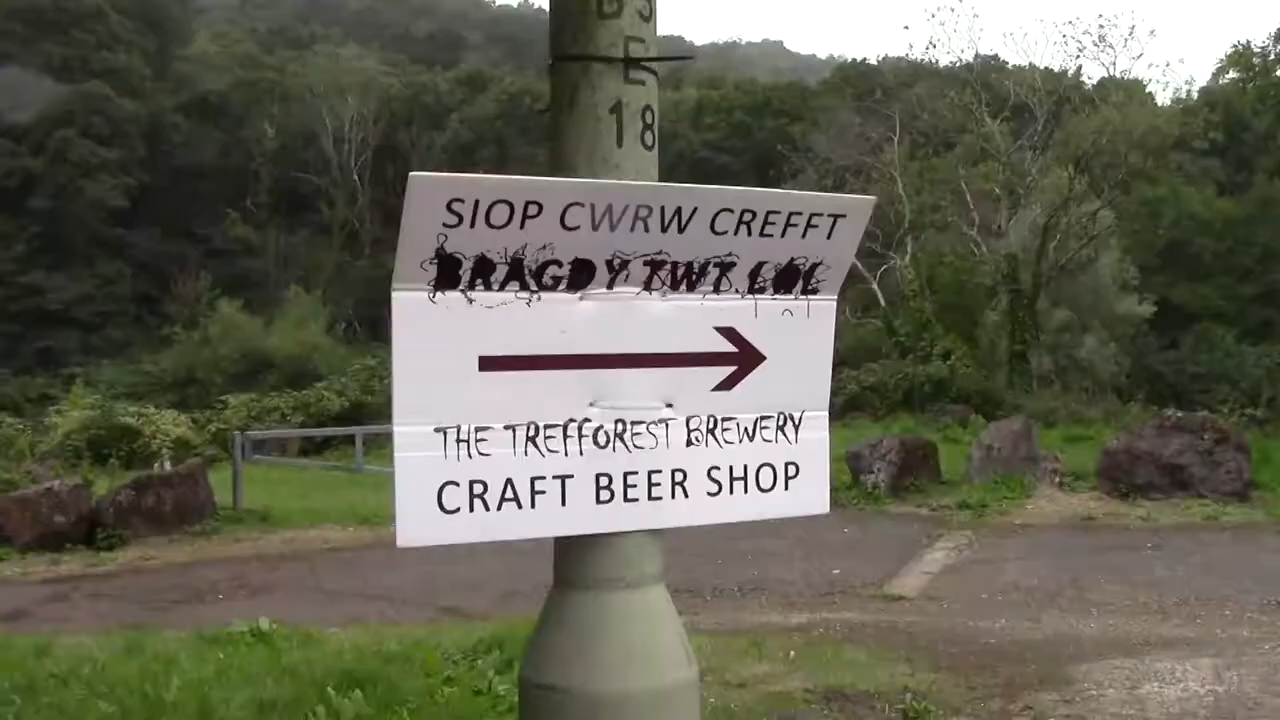 B S
E
18
SIOP CWRW CREFFT
BRAGDY TWT LOL
THE TREFFOREST BREWERY
CRAFT BEER SHOP